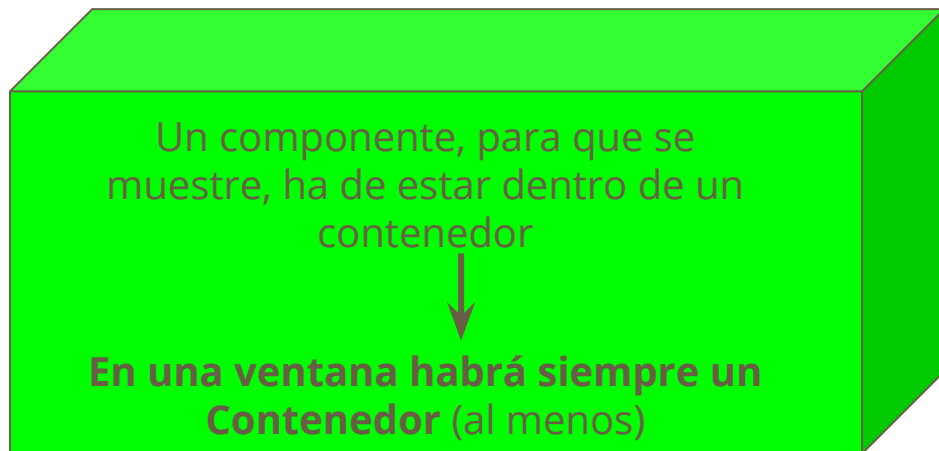 Un componente, para que se
muestre, ha de estar dentro de un
contenedor
En una ventana habrá siempre un
Contenedor (al menos)